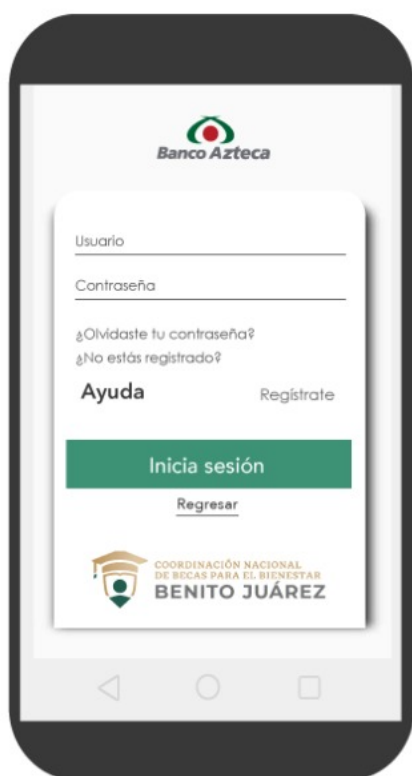 Banco Azteca
Usuario
Contraseña
¿Olvidaste tu contraseña?
¿No estás registrado?
Ayuda
Regístrate
Inicia sesión
Regresar
COORDINACIÓN NACIONAL
DE BECAS PARA EL BIENESTAR
BENITO JUÁREZ